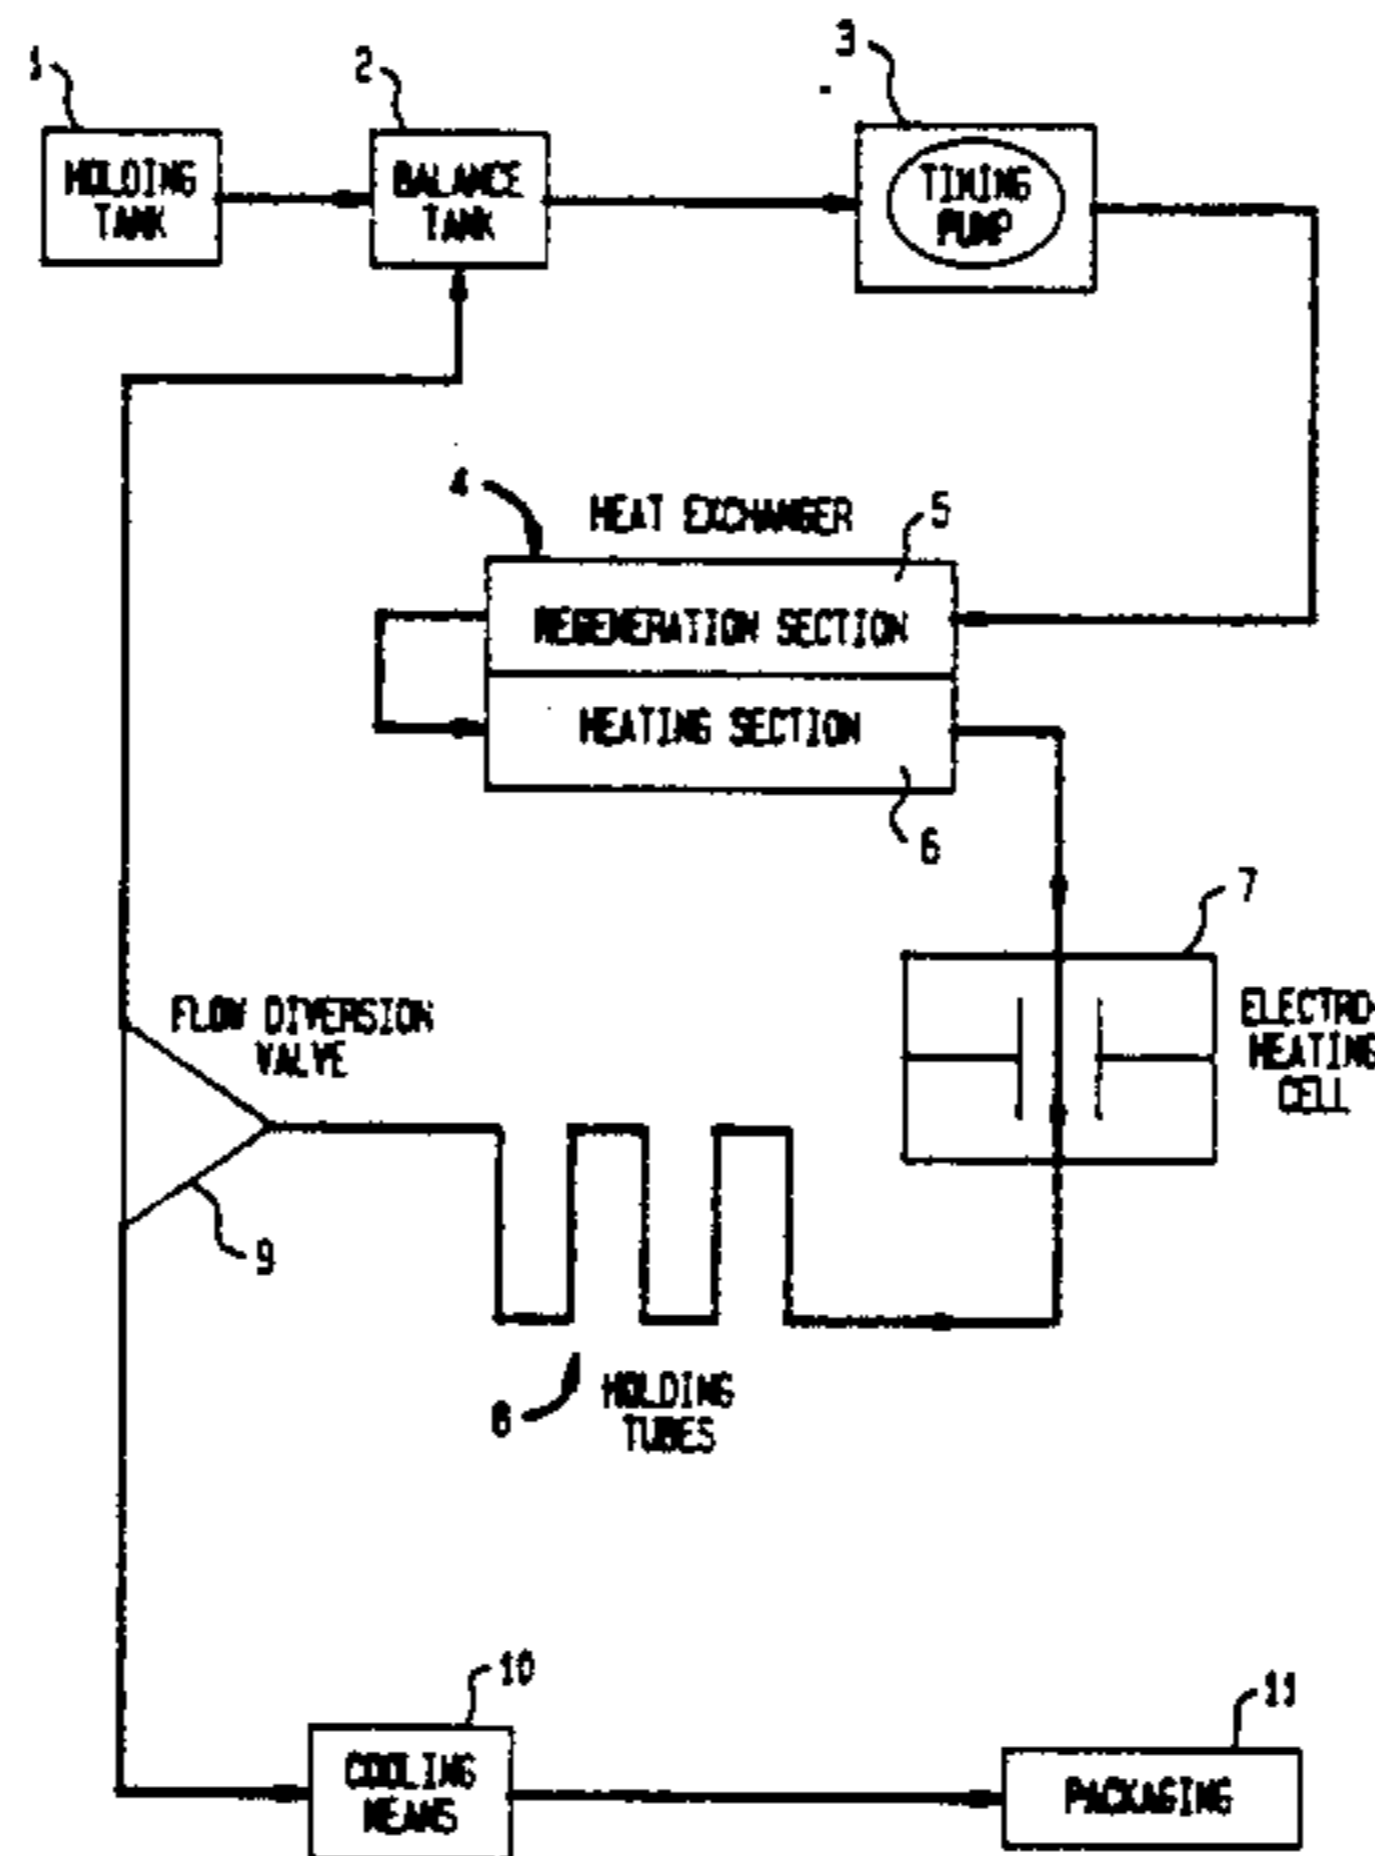 1
2
3
HOLDING
TANK
BALANCE
TANK
TIMING
PUMP
4
HEAT EXCHANGER
5
REGENERATION SECTION
HEATING SECTION
6
7
ELECTRO-
HEATING
CELL
FLOW DIVERSION
VALVE
9
8
HOLDING
TUBES
10
COOLING
MEANS
11
PACKAGING